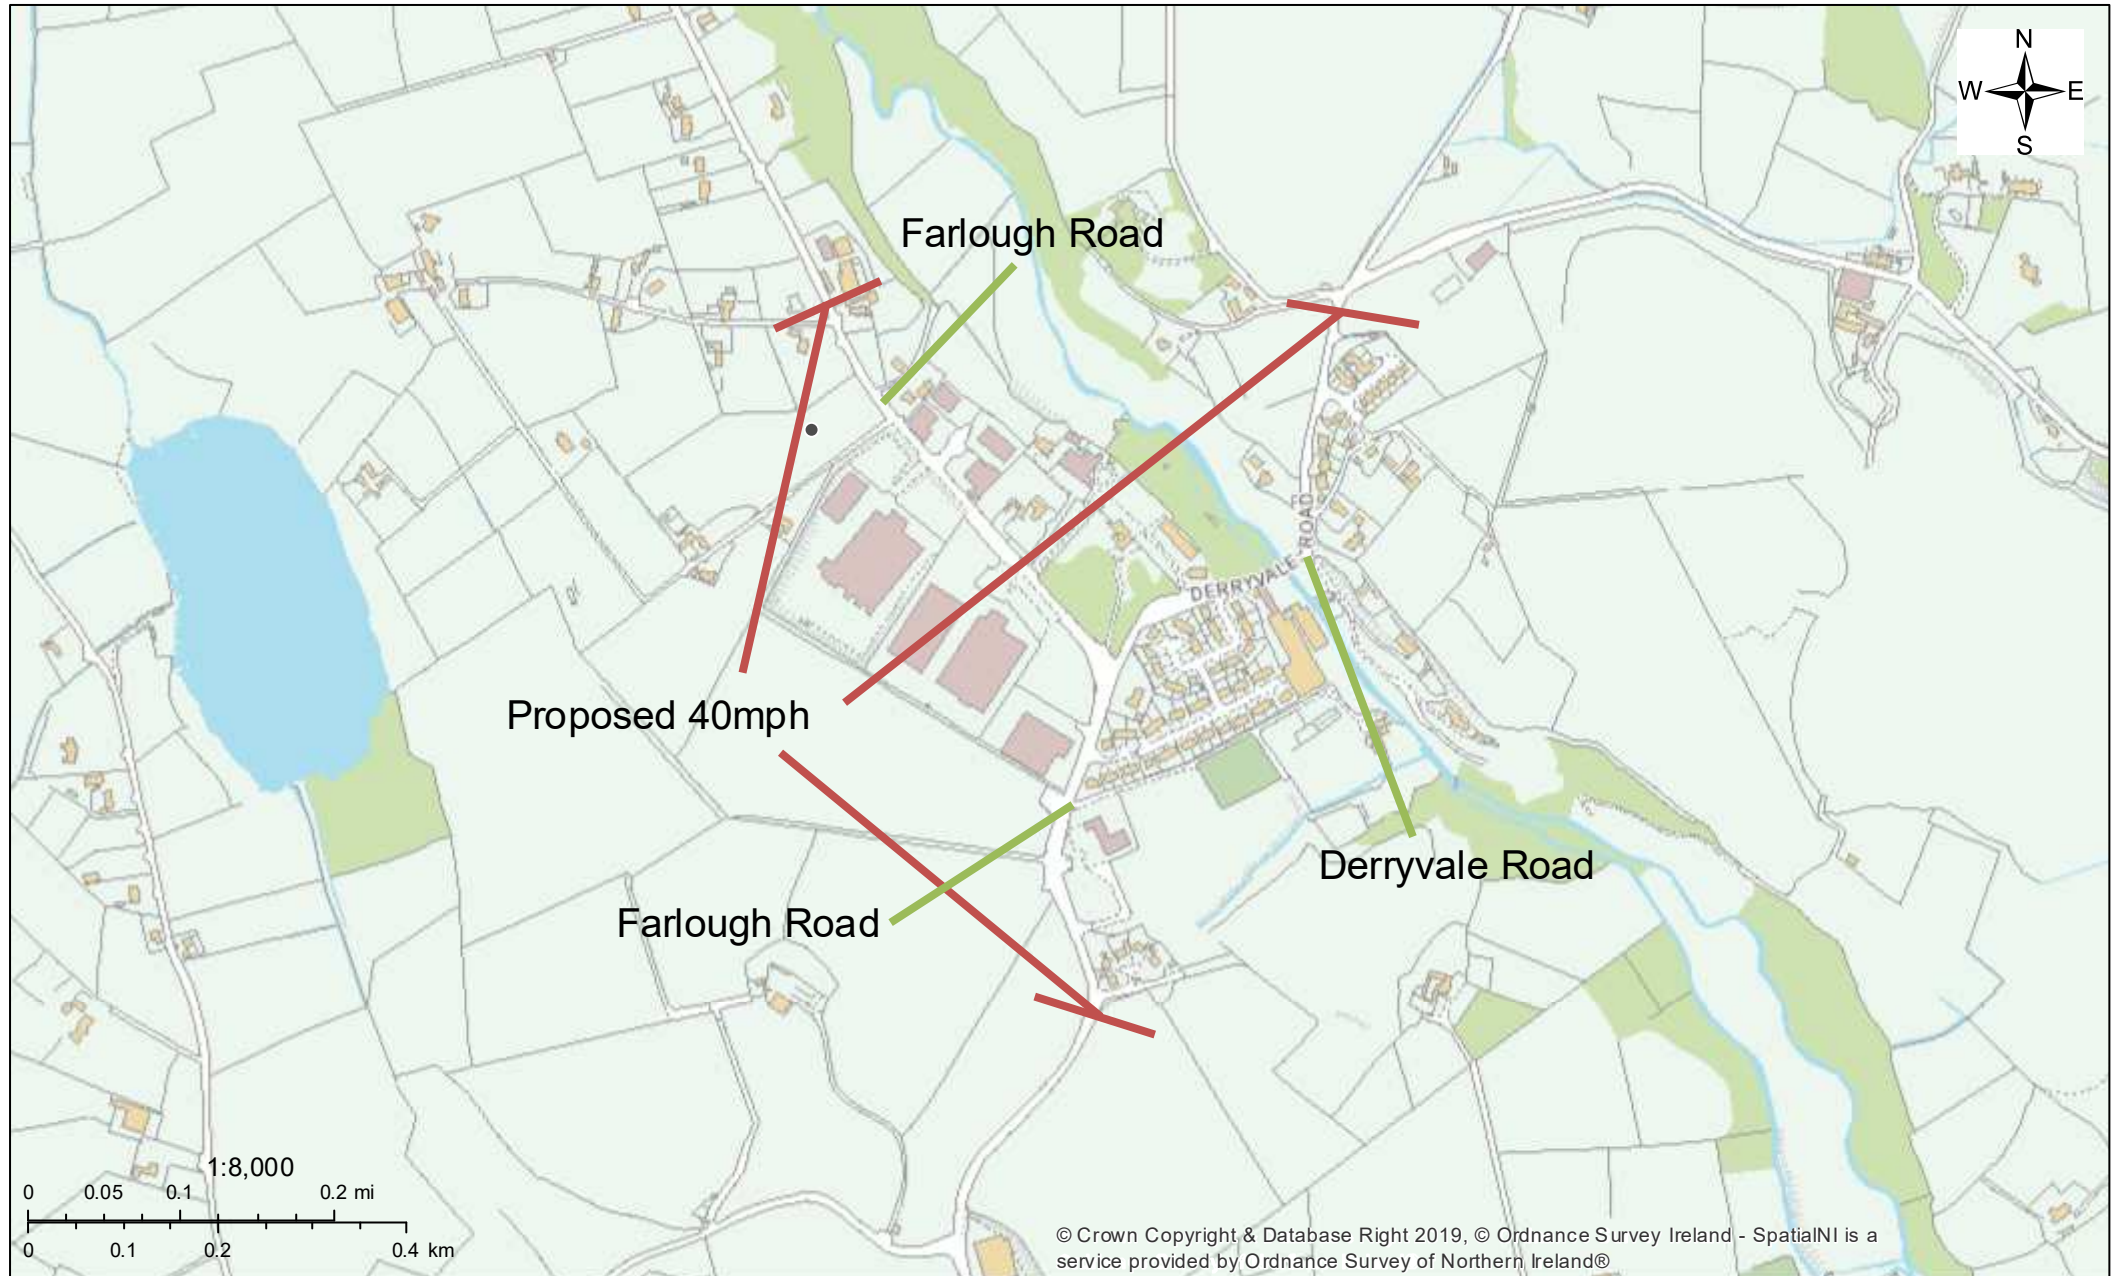 N
W E
S
Farlough Road
DERRYVALE ROAD
Proposed 40mph
Derryvale Road
Farlough Road
1:8,000
0 0.05 0.1 0.2 mi
0 0.1 0.2 0.4 km
© Crown Copyright & Database Right 2019, © Ordnance Survey Ireland - SpatialNI is a
service provided by Ordnance Survey of Northern Ireland®